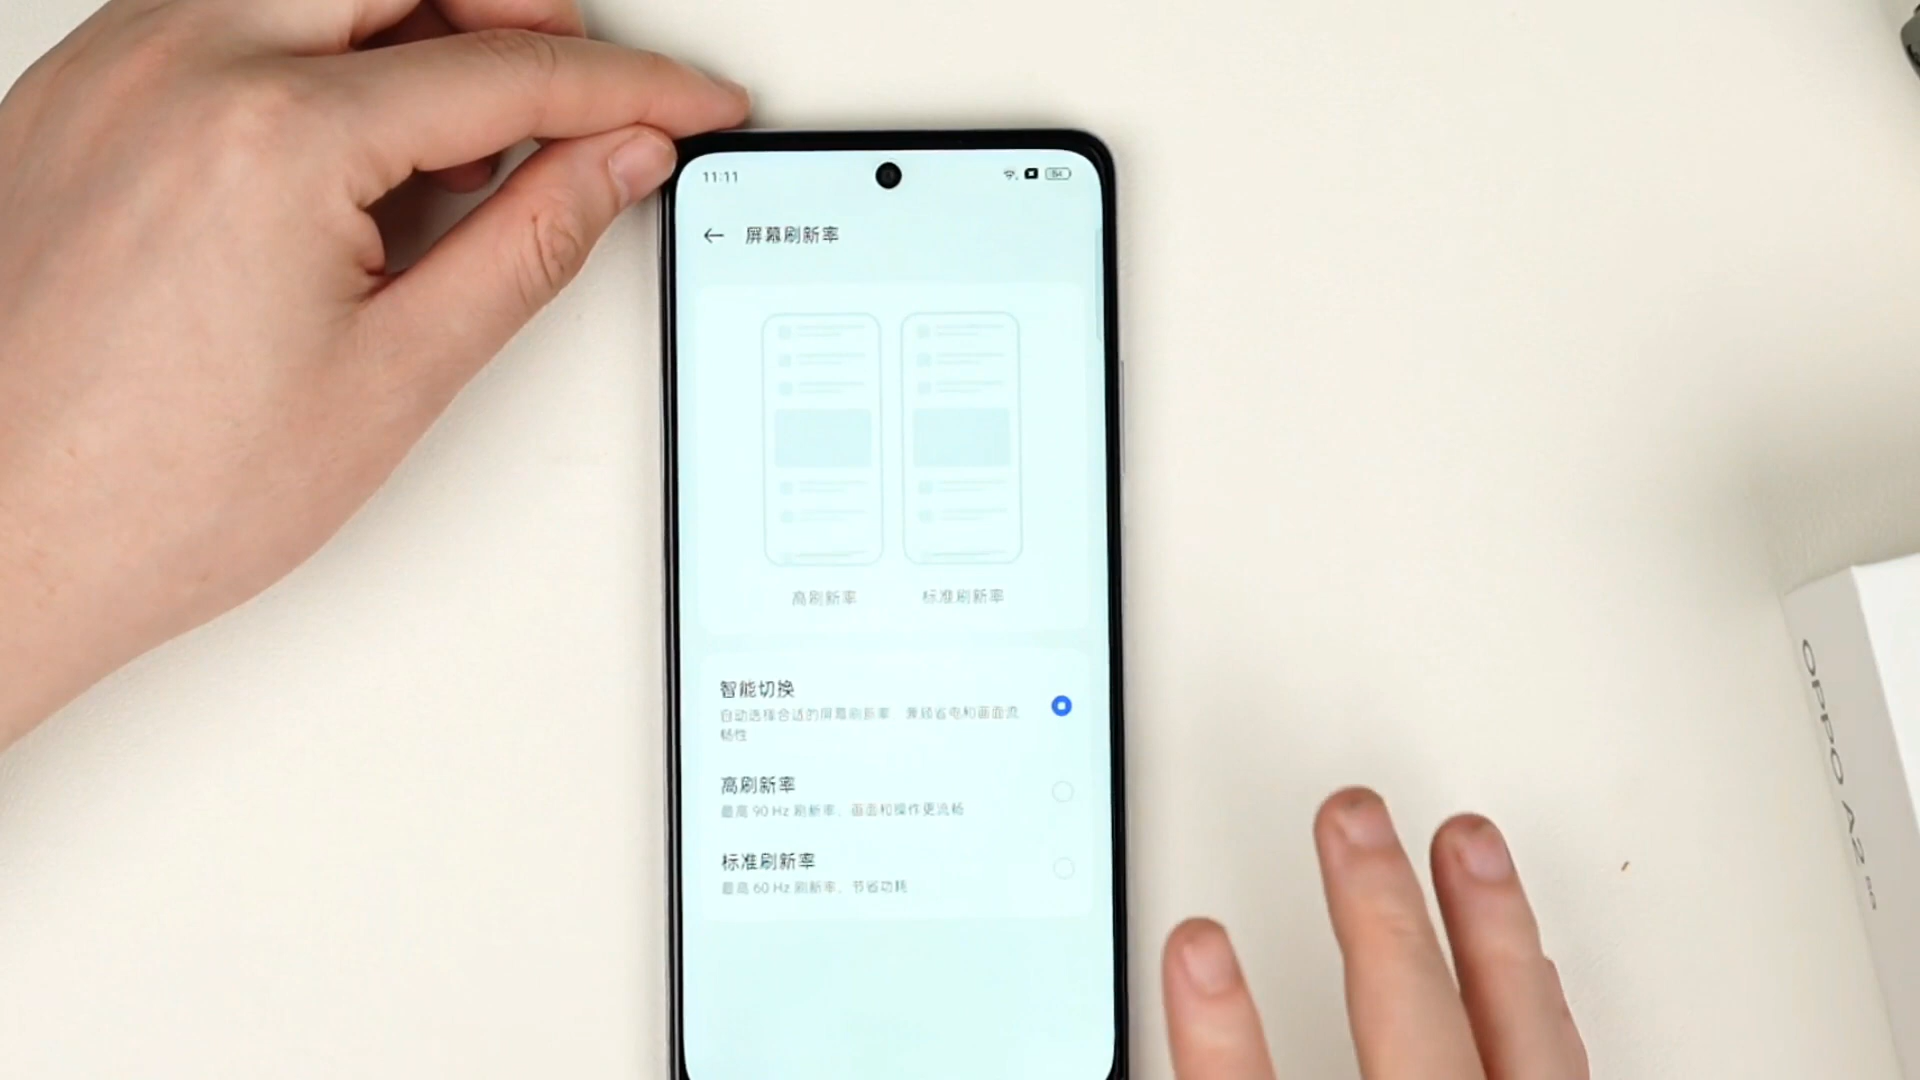 11:11
84
屏幕刷新率
高刷新率
标准刷新率
智能切换
自动选择合适的屏幕刷新率，兼顾省电和画面流
畅性
高刷新率
最高 90 Hz 刷新率，画面和操作更流畅
标准刷新率
最高 60 Hz 刷新率，节省功耗
OPPO A2 5G